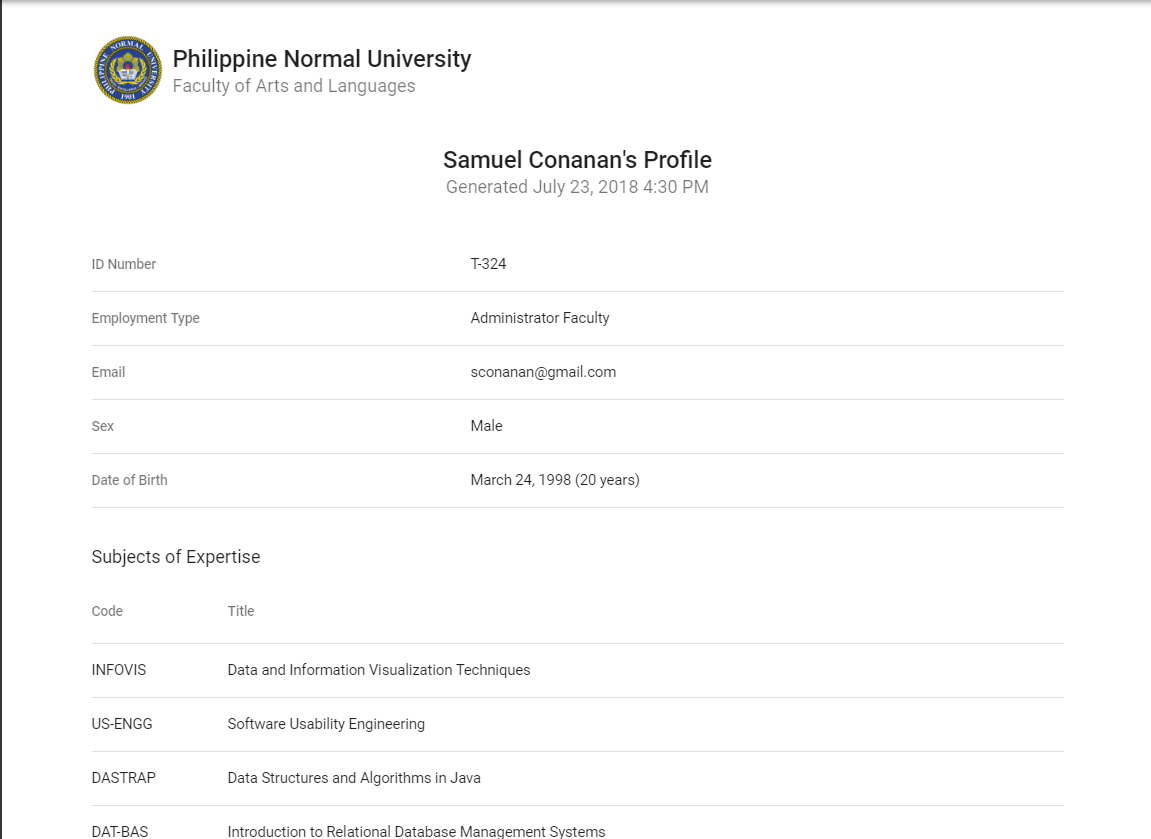 PHILIPPINE NORMAL UNIVERSITY
1901
Philippine Normal University
Faculty of Arts and Languages
Samuel Conanan's Profile
Generated July 23, 2018 4:30 PM
ID Number T-324
Employment Type Administrator Faculty
Email sconanan@gmail.com
Sex Male
Date of Birth March 24, 1998 (20 years)
Subjects of Expertise
Code Title
INFOVIS Data and Information Visualization Techniques
US-ENGG Software Usability Engineering
DASTRAP Data Structures and Algorithms in Java
DAT-BAS Introduction to Relational Database Management Systems